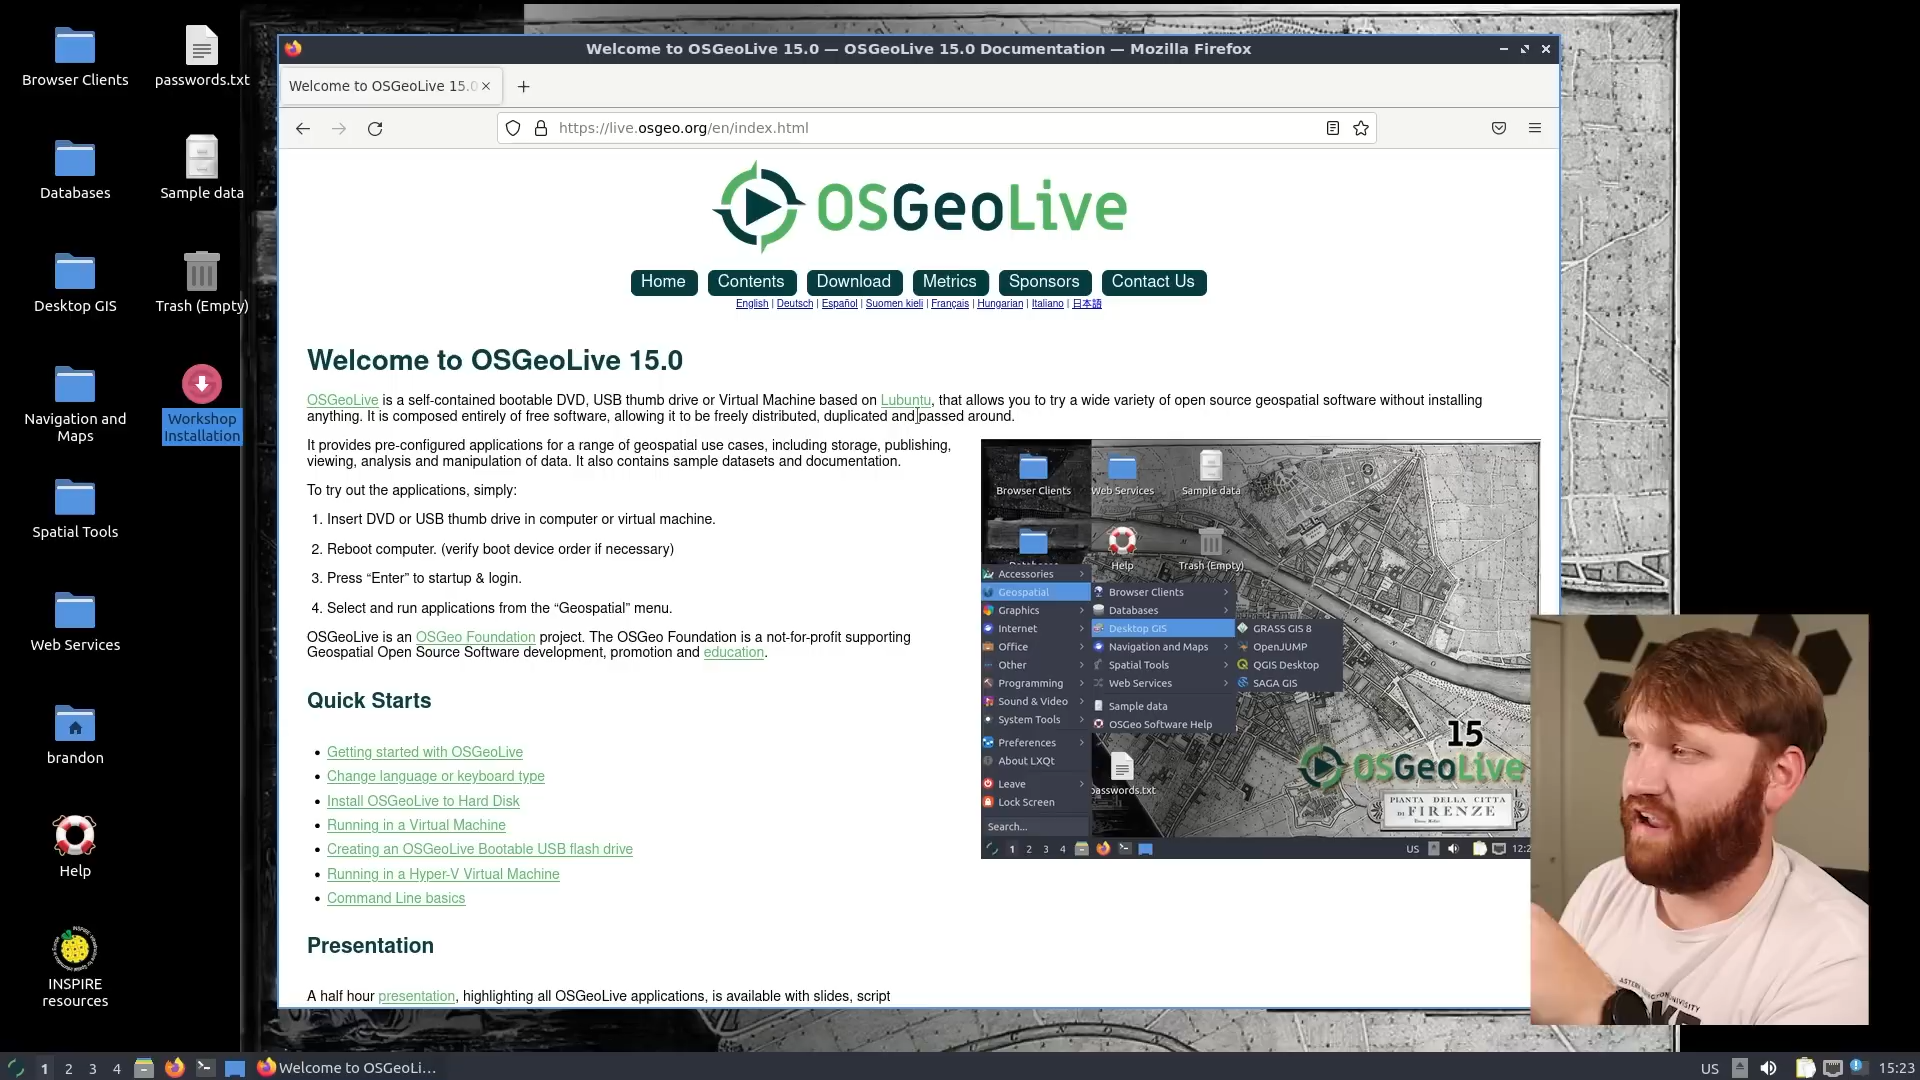 Browser Clients
passwords.txt
Databases
Sample data
Desktop GIS
Trash (Empty)
Navigation and
Maps
Workshop
Installation
Spatial Tools
Web Services
brandon
Help
INSPIRE
resources
Welcome to OSGeoLive 15.0 — OSGeoLive 15.0 Documentation — Mozilla Firefox
Welcome to OSGeoLive 15.0
https://live.osgeo.org/en/index.html
OSGeoLive
Home Contents Download Metrics Sponsors Contact Us
English | Deutsch | Español | Suomen kieli | Français | Hungarian | Italiano | 日本語
Welcome to OSGeoLive 15.0
OSGeoLive is a self-contained bootable DVD, USB thumb drive or Virtual Machine based on Lubuntu, that allows you to try a wide variety of open source geospatial software without installing
anything. It is composed entirely of free software, allowing it to be freely distributed, duplicated and passed around.
It provides pre-configured applications for a range of geospatial use cases, including storage, publishing,
viewing, analysis and manipulation of data. It also contains sample datasets and documentation.
To try out the applications, simply:
1. Insert DVD or USB thumb drive in computer or virtual machine.
2. Reboot computer. (verify boot device order if necessary)
3. Press “Enter” to startup & login.
4. Select and run applications from the “Geospatial” menu.
OSGeoLive is an OSGeo Foundation project. The OSGeo Foundation is a not-for-profit supporting
Geospatial Open Source Software development, promotion and education.
Quick Starts
• Getting started with OSGeoLive
• Change language or keyboard type
• Install OSGeoLive to Hard Disk
• Running in a Virtual Machine
• Creating an OSGeoLive Bootable USB flash drive
• Running in a Hyper-V Virtual Machine
• Command Line basics
Presentation
A half hour presentation, highlighting all OSGeoLive applications, is available with slides, script
Browser Clients
Web Services
Sample data
Help
Trash (Empty)
Accessories
Geospatial
Graphics
Internet
Office
Other
Programming
Sound & Video
System Tools
Preferences
About LXQt
Leave
Lock Screen
Search...
Browser Clients
Databases
Desktop GIS
Navigation and Maps
Spatial Tools
Web Services
Sample data
OSGeo Software Help
GRASS GIS 8
OpenJUMP
QGIS Desktop
SAGA GIS
passwords.txt
15
OSGeoLive
PIANTA DELLA CITTA
DI FIRENZE
1 2 3 4
US
12:2
1 2 3 4
Welcome to OSGeoLi…
US
15:23